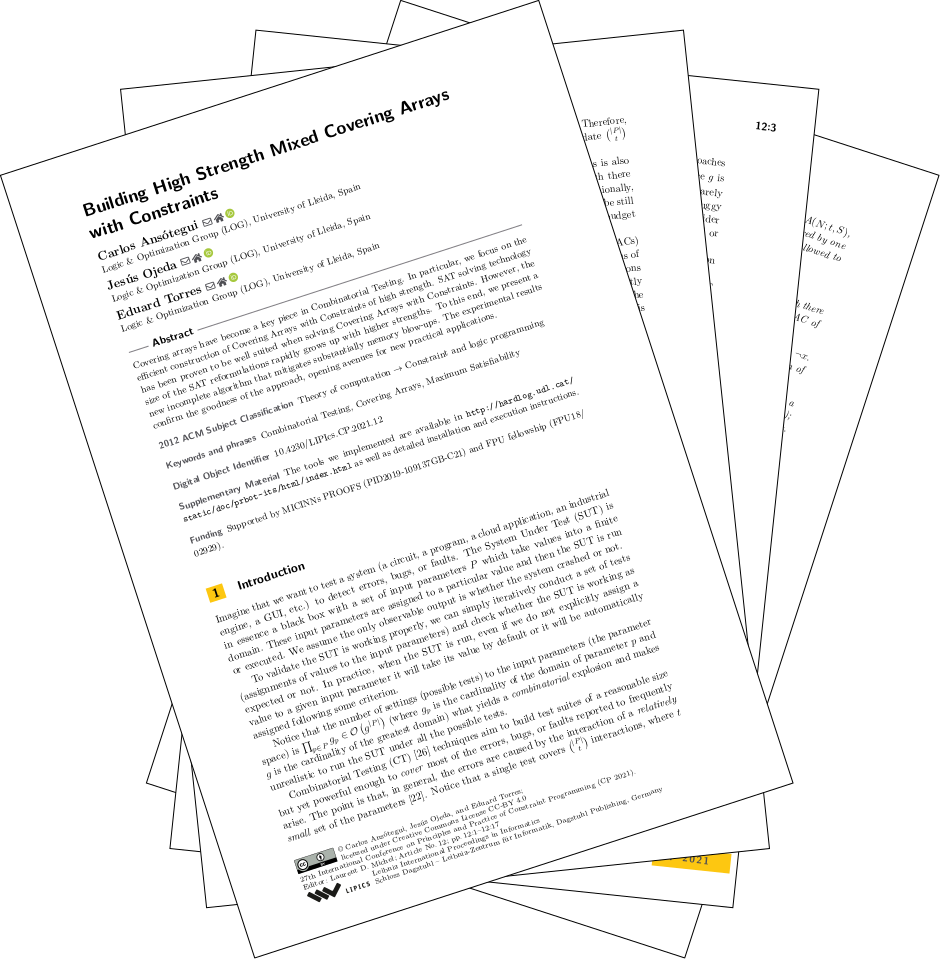 Building High Strength Mixed Covering Arrays
with Constraints
Carlos Ansótegui
Logic & Optimization Group (LOG), University of Lleida, Spain
Jesús Ojeda
Logic & Optimization Group (LOG), University of Lleida, Spain
Eduard Torres
Logic & Optimization Group (LOG), University of Lleida, Spain
Abstract
Covering arrays have become a key piece in Combinatorial Testing. In particular, we focus on the
efficient construction of Covering Arrays with Constraints of high strength. SAT solving technology
has been proven to be well suited when solving Covering Arrays with Constraints. However, the
size of the SAT reformulations rapidly grows up with higher strengths. To this end, we present a
new incomplete algorithm that mitigates substantially memory blow-ups. The experimental results
confirm the goodness of the approach, opening avenues for new practical applications.
2012 ACM Subject Classification Theory of computation → Constraint and logic programming
Keywords and phrases Combinatorial Testing, Covering Arrays, Maximum Satisfiability
Digital Object Identifier 10.4230/LIPIcs.CP.2021.12
Supplementary Material The tools we implemented are available in http://hardlog.udl.cat/
static/doc/prbot-its/html/index.html as well as detailed installation and execution instructions.
Funding Supported by MICINNs PROOFS (PID2019-109137GB-C21) and FPU fellowship (FPU18/
02929).
1 Introduction
Imagine that we want to test a system (a circuit, a program, a cloud application, an industrial
engine, a GUI, etc.) to detect errors, bugs, or faults. The System Under Test (SUT) is
in essence a black box with a set of input parameters P which take values into a finite
domain. These input parameters are assigned to a particular value and then the SUT is run
or executed. We assume the only observable output is whether the system crashed or not.
To validate the SUT is working properly, we can simply iteratively conduct a set of tests
(assignments of values to the input parameters) and check whether the SUT is working as
expected or not. In practice, when the SUT is run, even if we do not explicitly assign a
value to a given input parameter it will take its value by default or it will be automatically
assigned following some criterion.
Notice that the number of settings (possible tests) to the input parameters (the parameter
space) is ∏p∈P gp ∈ O (g|P|) (where gp is the cardinality of the domain of parameter p and
g is the cardinality of the greatest domain) what yields a combinatorial explosion and makes
unrealistic to run the SUT under all the possible tests.
Combinatorial Testing (CT) [26] techniques aim to build test suites of a reasonable size
but yet powerful enough to cover most of the errors, bugs, or faults reported to frequently
arise. The point is that, in general, the errors are caused by the interaction of a relatively
small set of the parameters [22]. Notice that a single test covers (|P| t) interactions, where t
© Carlos Ansótegui, Jesús Ojeda, and Eduard Torres;
licensed under Creative Commons License CC-BY 4.0
27th International Conference on Principles and Practice of Constraint Programming (CP 2021).
Editor: Laurent D. Michel; Article No. 12; pp. 12:1–12:17
Leibniz International Proceedings in Informatics
LIPICS Schloss Dagstuhl – Leibniz-Zentrum für Informatik, Dagstuhl Publishing, Germany
Therefore,
(|P| t)
s is also
there
be still
budget
ACs)
s of
12:3
g is
or
A(N; t, S),
ed by one
llowed to
there
AC of
¬x,
of
a
2021